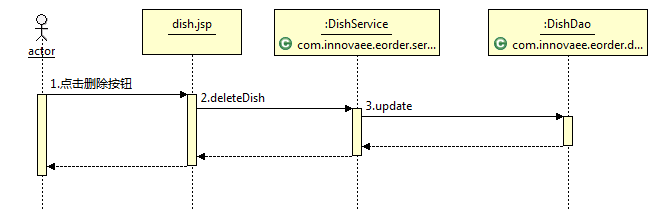 dish.jsp
:DishService
com.innovaee.eorder.ser...
:DishDao
com.innovaee.eorder.d...
actor
1.点击删除按钮
2.deleteDish
3.update